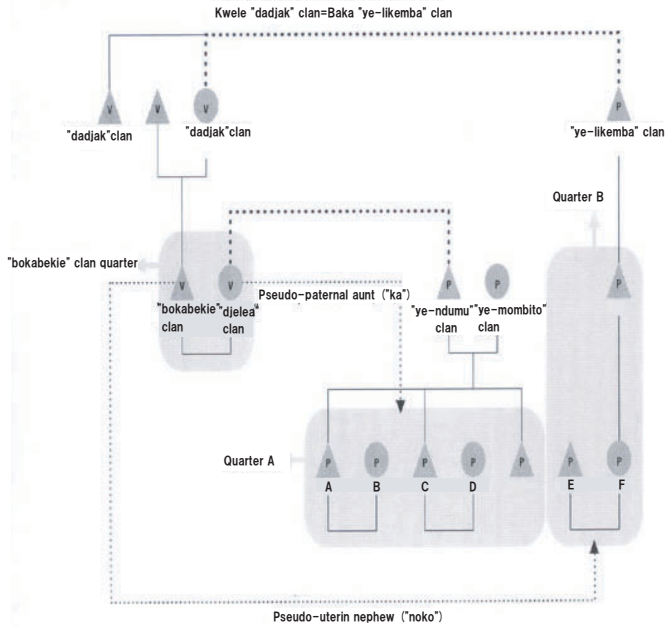 Kwele "dadjak" clan=Baka "ye-likemba" clan
V
V
V
P
"dadjak"clan
"dadjak"clan
"ye-likemba" clan
Quarter B
"bokabekie" clan quarter
V
V
P
P
P
Pseudo-paternal aunt ("ka")
"bokabekie"
clan
"djelea"
clan
"ye-ndumu"
clan
"ye-mombito"
clan
Quarter A
P
P
P
P
P
P
P
A
B
C
D
E
F
Pseudo-uterin nephew ("noko")